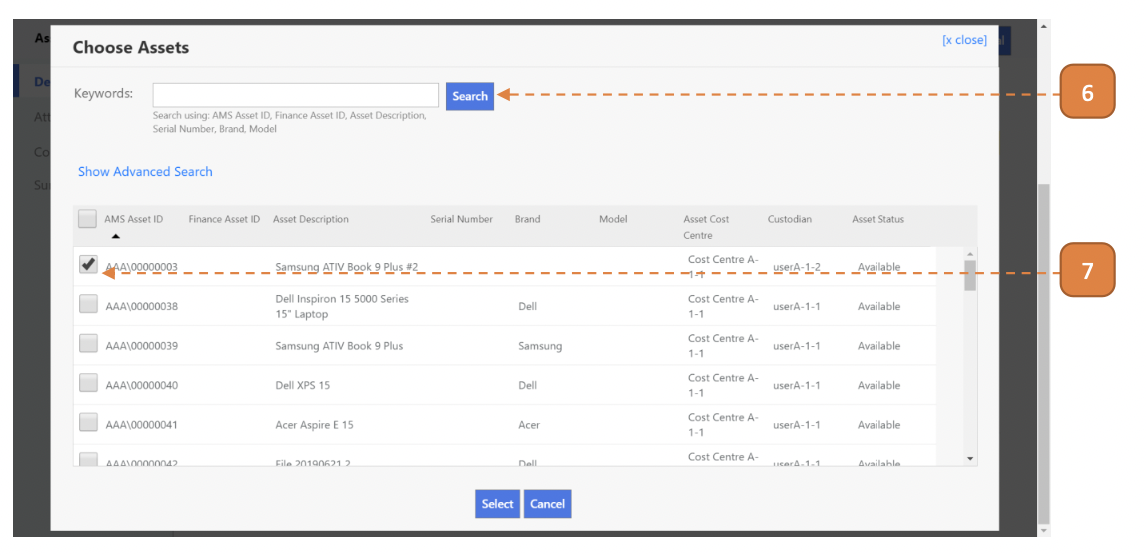 As
Choose Assets
[x close]
al
De
Keywords:
Search
6
Search using: AMS Asset ID, Finance Asset ID, Asset Description,
Serial Number, Brand, Model
Att
Co
Show Advanced Search
Su
AMS Asset ID Finance Asset ID Asset Description Serial Number Brand Model Asset Cost Custodian Asset Status
Centre
AAA\00000003 Samsung ATIV Book 9 Plus #2 Cost Centre A- userA-1-2 Available
1-1
7
AAA\00000038 Dell Inspiron 15 5000 Series Dell Cost Centre A- userA-1-1 Available
15" Laptop 1-1
AAA\00000039 Samsung ATIV Book 9 Plus Samsung Cost Centre A- userA-1-1 Available
1-1
AAA\00000040 Dell XPS 15 Dell Cost Centre A- userA-1-1 Available
1-1
AAA\00000041 Acer Aspire E 15 Acer Cost Centre A- userA-1-1 Available
1-1
AAA\00000042 File 20190621 2 Dell Cost Centre A- userA-1-1 Available
Select Cancel